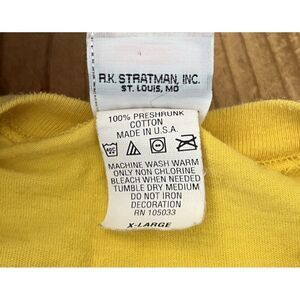 R.K. STRATMAN, INC.
ST. LOUIS, MO
100% PRESHRUNK
COTTON
MADE IN U.S.A.
MACHINE WASH WARM
ONLY NON CHLORINE
BLEACH WHEN NEEDED
TUMBLE DRY MEDIUM
DO NOT IRON
DECORATION
RN 105033
X-LARGE